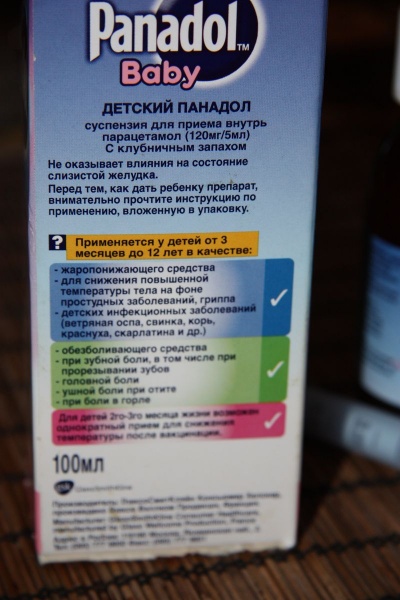 Panadol™
Baby
ДЕТСКИЙ ПАНАДОЛ
суспензия для приема внутрь
парацетамол (120мг/5мл)
С клубничным запахом
Не оказывает влияния на состояние
слизистой желудка.
Перед тем, как дать ребенку препарат,
внимательно прочтите инструкцию по
применению, вложенную в упаковку.
? Применяется у детей от 3
месяцев до 12 лет в качестве:
- жаропонижающего средства
- для снижения повышенной
температуры тела на фоне
простудных заболеваний, гриппа
- детских инфекционных заболеваний
(ветряная оспа, свинка, корь,
краснуха, скарлатина и др.)
- обезболивающего средства
- при зубной боли, в том числе при
прорезывании зубов
- головной боли
- ушной боли при отите
- при боли в горле
Для детей 2го-3го месяца жизни возможен
однократный прием для снижения
температуры после вакцинации.
100мл
gsk GlaxoSmithKline